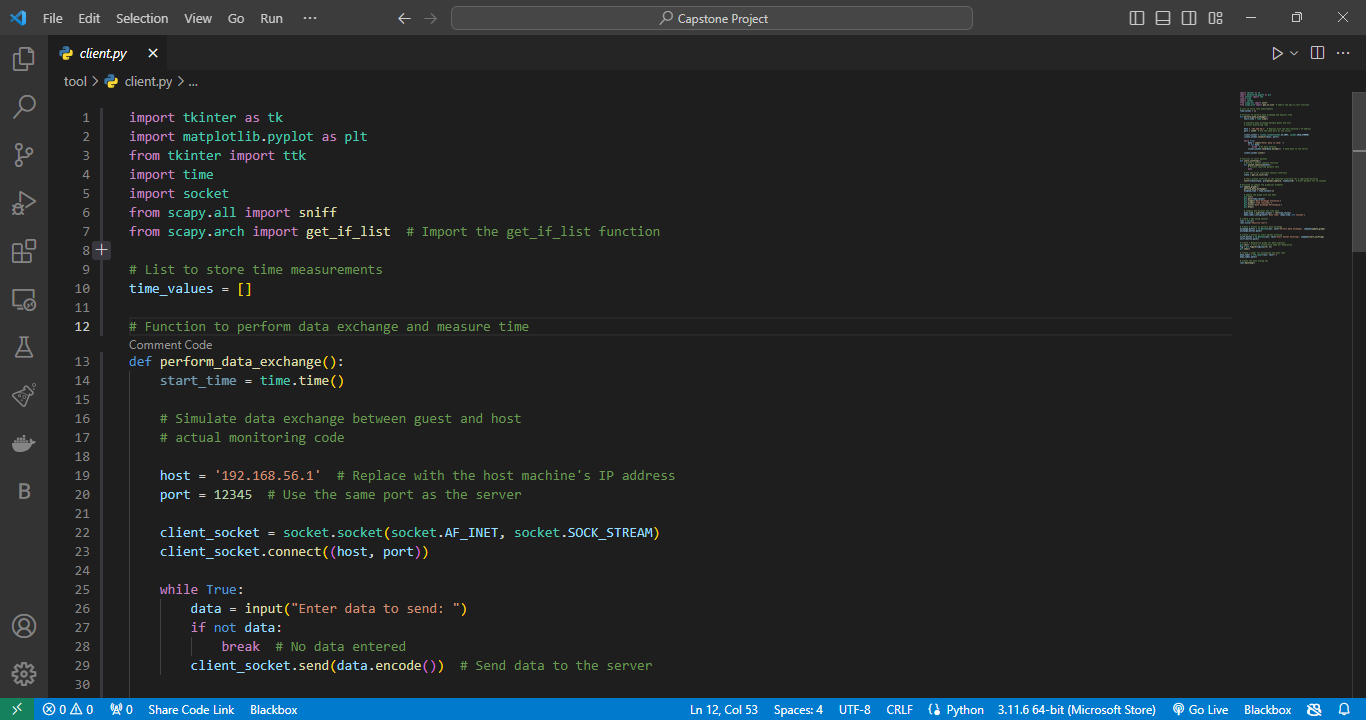 File Edit Selection View Go Run ··· Capstone Project
client.py
tool > client.py > ...
1 import tkinter as tk
2 import matplotlib.pyplot as plt
3 from tkinter import ttk
4 import time
5 import socket
6 from scapy.all import sniff
7 from scapy.arch import get_if_list  # Import the get_if_list function
8
9 # List to store time measurements
10 time_values = []
11
12 # Function to perform data exchange and measure time
Comment Code
13 def perform_data_exchange():
14     start_time = time.time()
15
16     # Simulate data exchange between guest and host
17     # actual monitoring code
18
19     host = '192.168.56.1'  # Replace with the host machine's IP address
20     port = 12345  # Use the same port as the server
21
22     client_socket = socket.socket(socket.AF_INET, socket.SOCK_STREAM)
23     client_socket.connect((host, port))
24
25     while True:
26         data = input("Enter data to send: ")
27         if not data:
28             break  # No data entered
29         client_socket.send(data.encode())  # Send data to the server
30
B
0 0 0 Share Code Link Blackbox Ln 12, Col 53 Spaces: 4 UTF-8 CRLF Python 3.11.6 64-bit (Microsoft Store) Go Live Blackbox